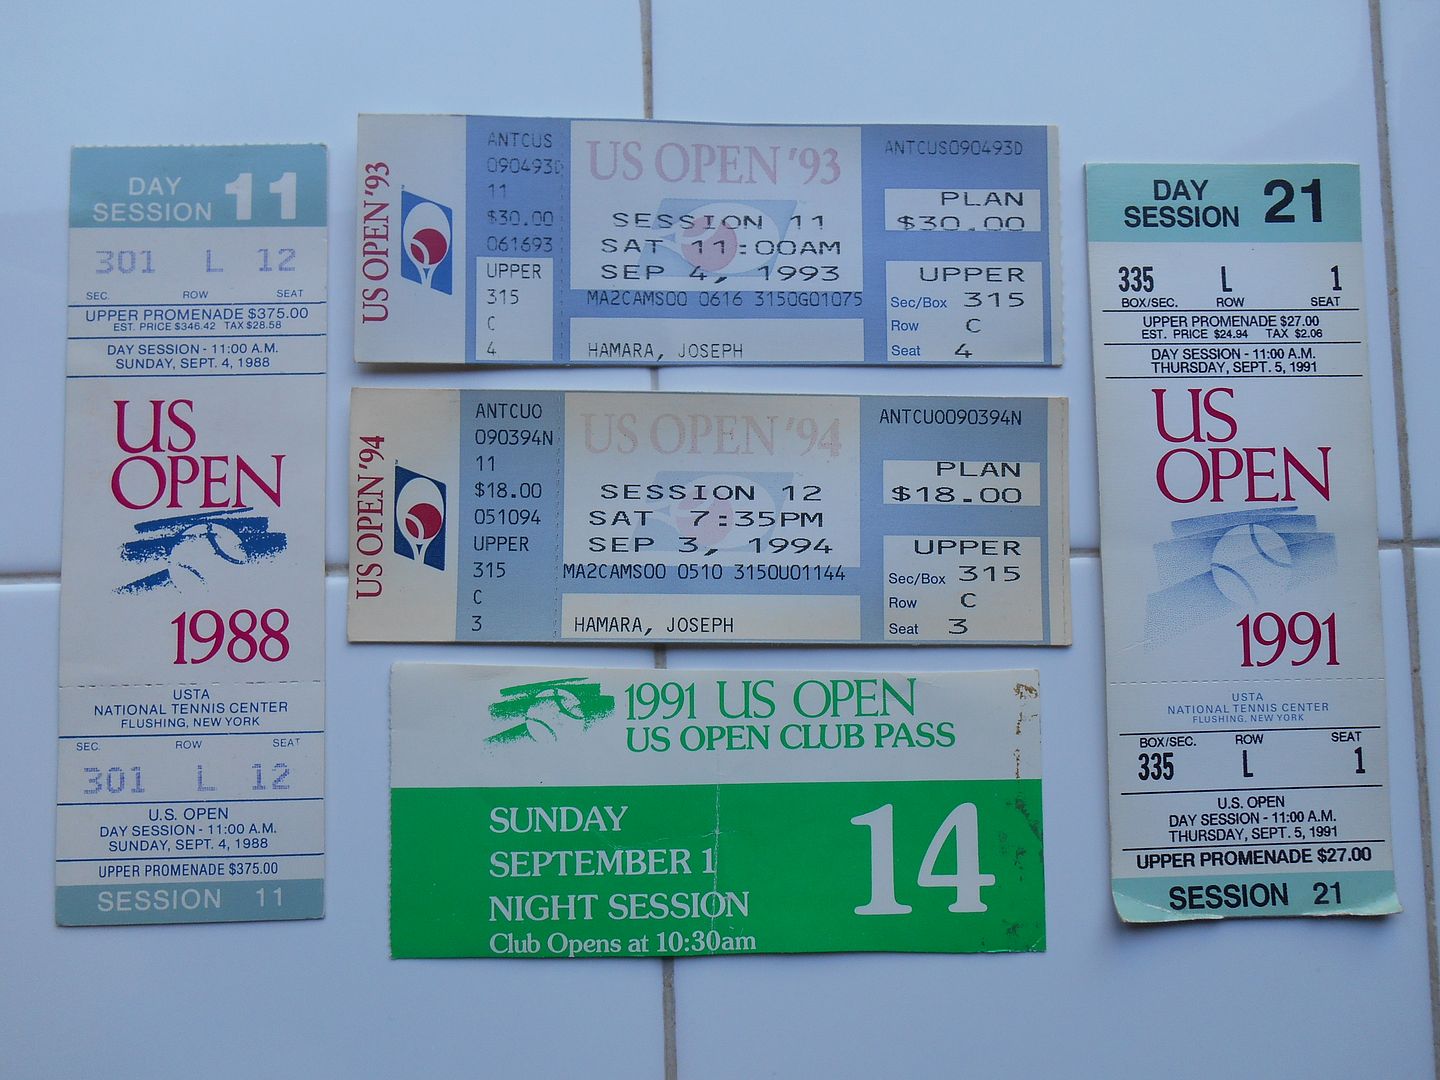 DAY
SESSION 11
301 L 12
SEC. ROW SEAT
UPPER PROMENADE $375.00
EST. PRICE $346.42 TAX $28.58
DAY SESSION - 11:00 A.M.
SUNDAY, SEPT. 4, 1988
US
OPEN
1988
USTA
NATIONAL TENNIS CENTER
FLUSHING, NEW YORK
SEC. ROW SEAT
301 L 12
U.S. OPEN
DAY SESSION - 11:00 A.M.
SUNDAY, SEPT. 4, 1988
UPPER PROMENADE $375.00
SESSION 11
US OPEN '93
ANTCUS
090493D
11
$30.00
061693
UPPER
315
C
4
US OPEN '93
SESSION 11
SAT 11:00AM
SEP 4, 1993
MA2CAMS00 0616 3150G01075
HAMARA, JOSEPH
ANTCUS090493D
PLAN
$30.00
UPPER
Sec/Box 315
Row C
Seat 4
US OPEN '94
ANTCUO
090394N
11
$18.00
051094
UPPER
315
C
3
US OPEN '94
SESSION 12
SAT 7:35PM
SEP 3, 1994
MA2CAMS00 0510 3150U01144
HAMARA, JOSEPH
ANTCUO090394N
PLAN
$18.00
UPPER
Sec/Box 315
Row C
Seat 3
1991 US OPEN
US OPEN CLUB PASS
SUNDAY
SEPTEMBER 1
NIGHT SESSION
Club Opens at 10:30am
14
DAY
SESSION 21
335 L 1
BOX/SEC. ROW SEAT
UPPER PROMENADE $27.00
EST. PRICE $24.94 TAX $2.06
DAY SESSION - 11:00 A.M.
THURSDAY, SEPT. 5, 1991
US
OPEN
1991
USTA
NATIONAL TENNIS CENTER
FLUSHING, NEW YORK
BOX/SEC. ROW SEAT
335 L 1
U.S. OPEN
DAY SESSION - 11:00 A.M.
THURSDAY, SEPT. 5, 1991
UPPER PROMENADE $27.00
SESSION 21